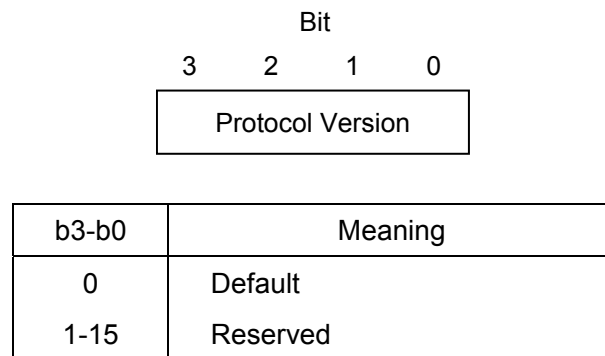 Bit
3 2 1 0
Protocol Version
b3-b0 Meaning
0 Default
1-15 Reserved